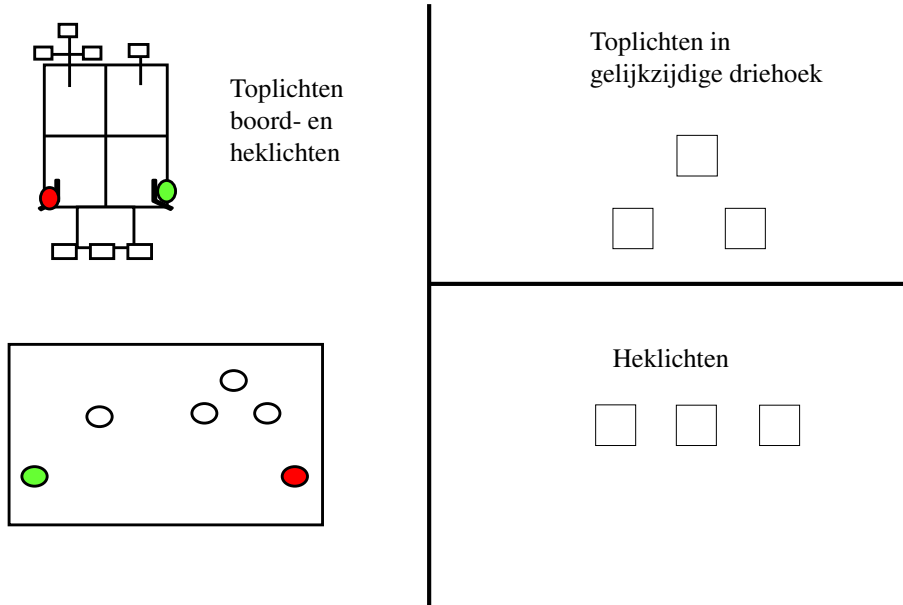 Toplichten
boord- en
heklichten
Toplichten in
gelijkzijdige driehoek
Heklichten